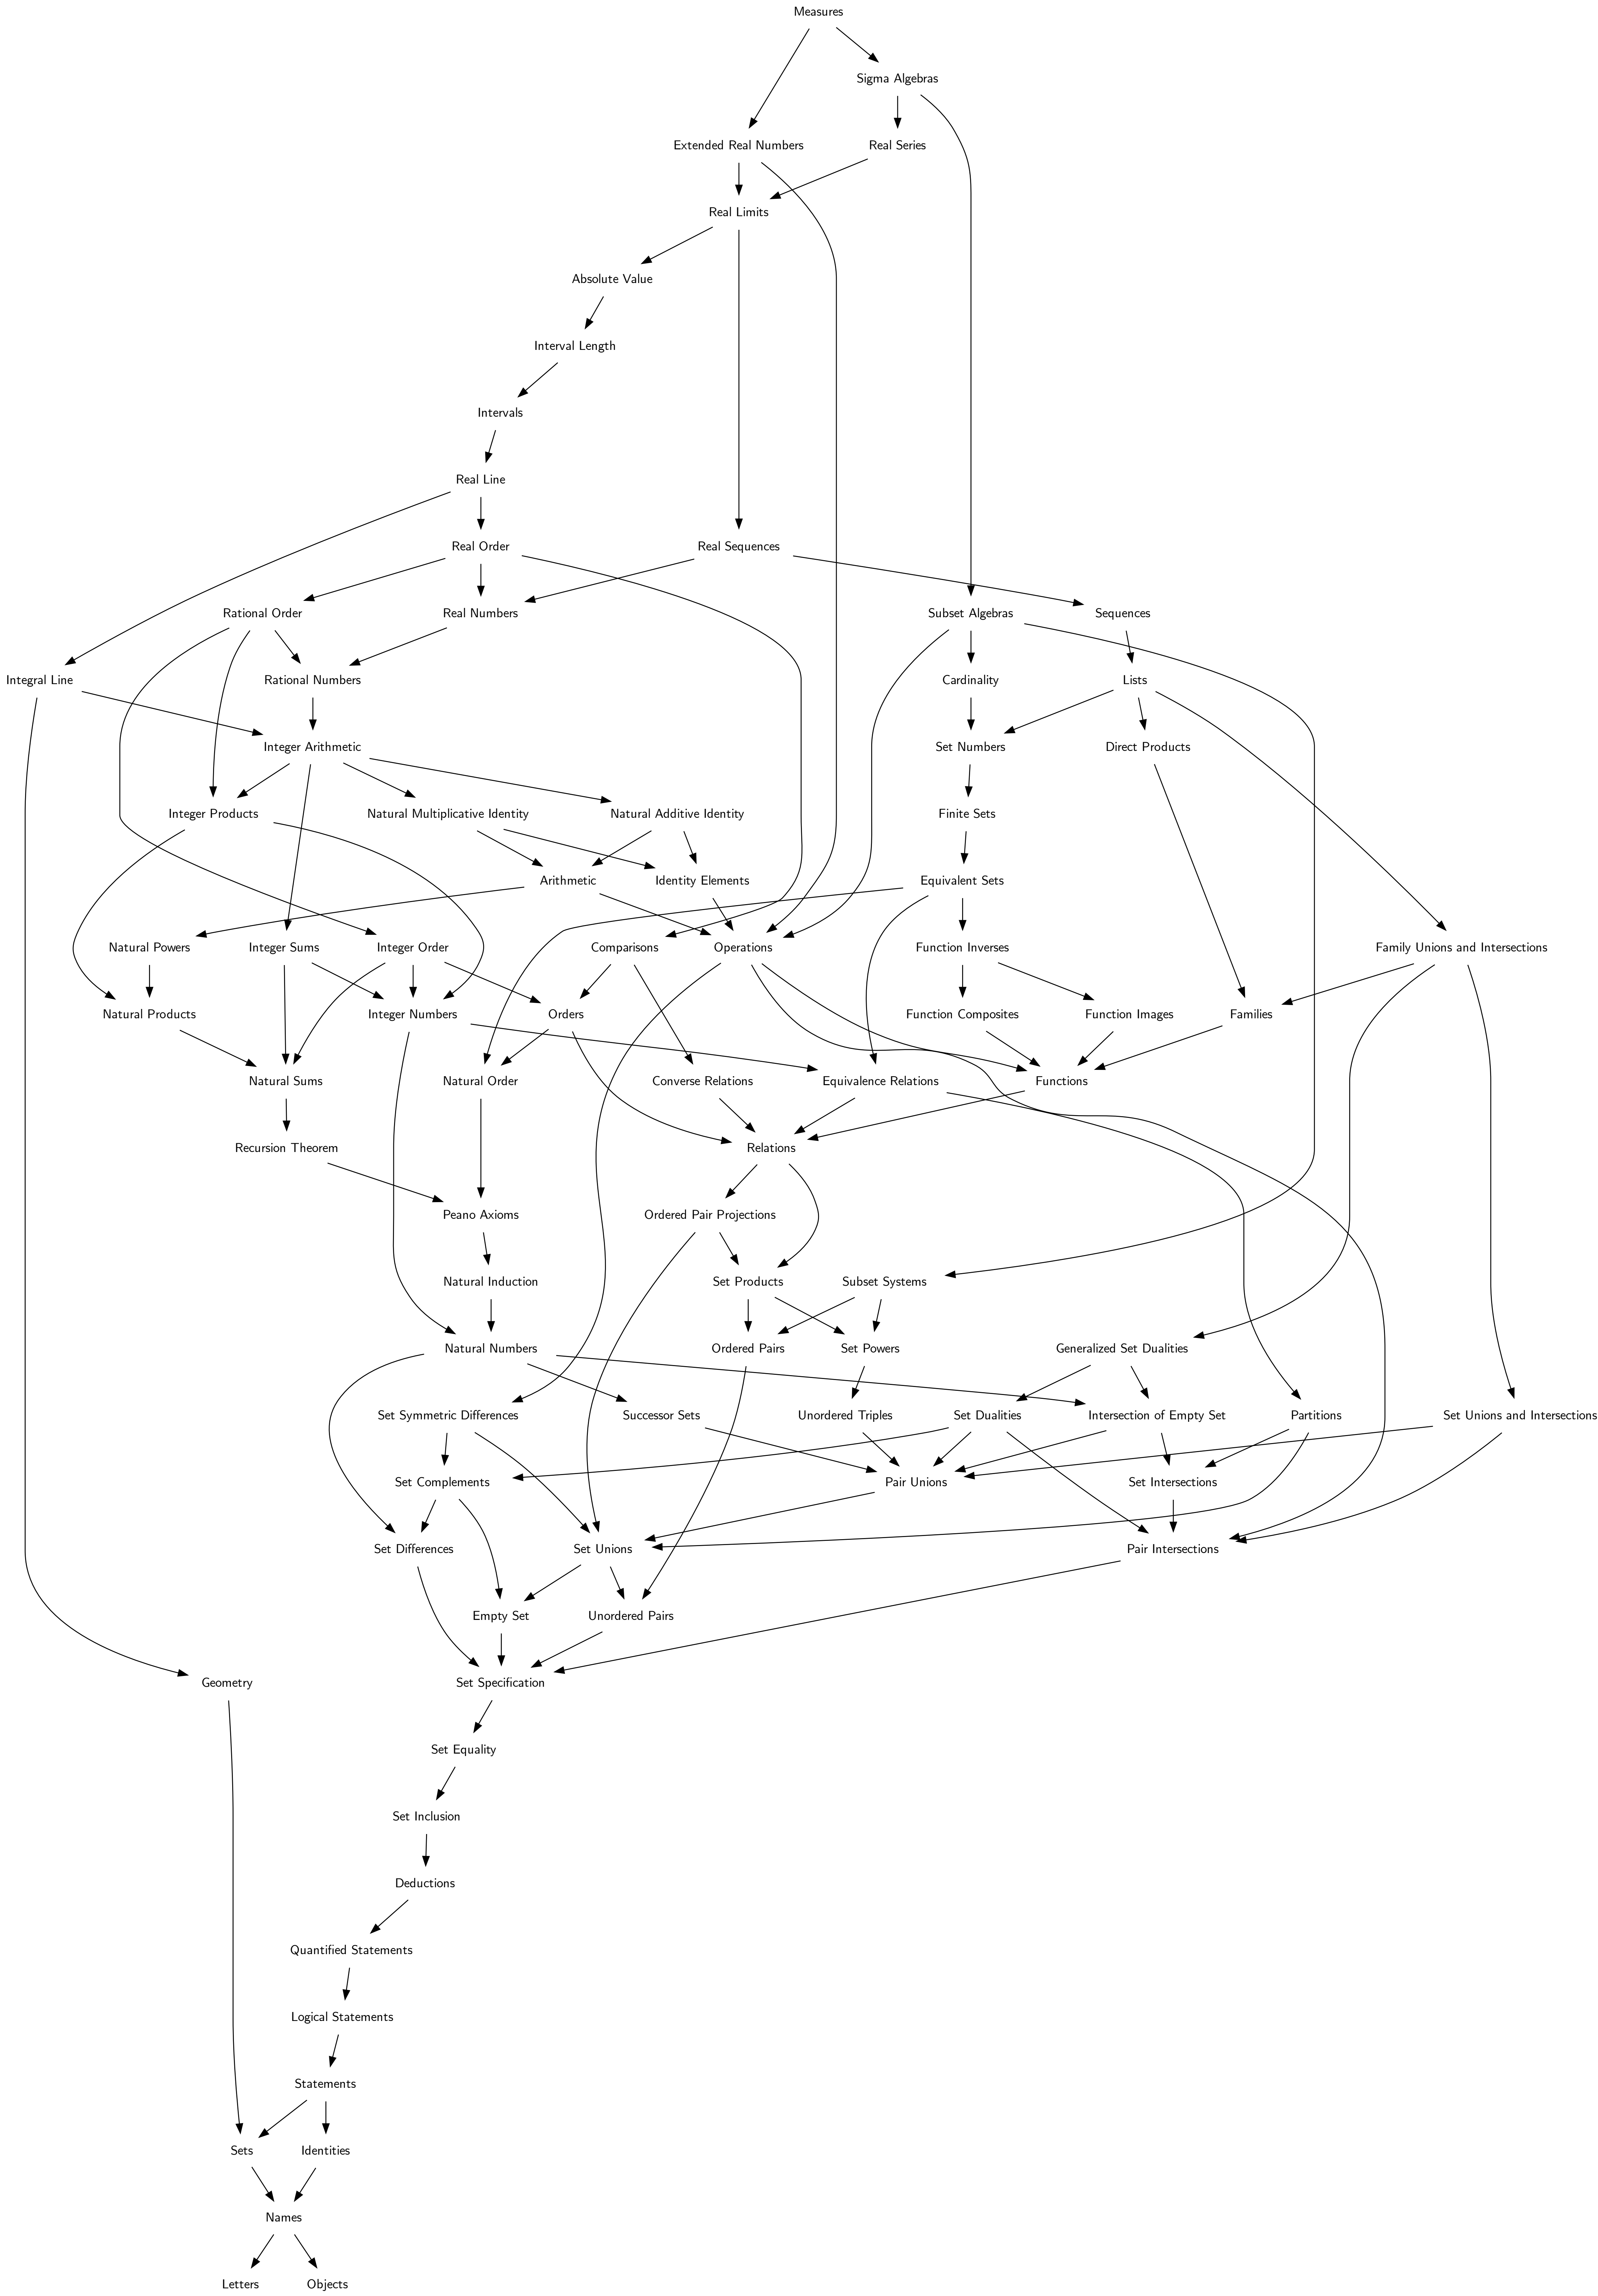 Measures
Sigma Algebras
Extended Real Numbers
Real Series
Real Limits
Absolute Value
Interval Length
Intervals
Real Line
Real Order
Real Sequences
Rational Order
Real Numbers
Subset Algebras
Sequences
Integral Line
Rational Numbers
Cardinality
Lists
Integer Arithmetic
Set Numbers
Direct Products
Integer Products
Natural Multiplicative Identity
Natural Additive Identity
Finite Sets
Arithmetic
Identity Elements
Equivalent Sets
Natural Powers
Integer Sums
Integer Order
Comparisons
Operations
Function Inverses
Family Unions and Intersections
Natural Products
Integer Numbers
Orders
Function Composites
Function Images
Families
Natural Sums
Natural Order
Converse Relations
Equivalence Relations
Functions
Recursion Theorem
Relations
Peano Axioms
Ordered Pair Projections
Natural Induction
Set Products
Subset Systems
Natural Numbers
Ordered Pairs
Set Powers
Generalized Set Dualities
Set Symmetric Differences
Successor Sets
Unordered Triples
Set Dualities
Intersection of Empty Set
Partitions
Set Unions and Intersections
Set Complements
Pair Unions
Set Intersections
Set Differences
Set Unions
Pair Intersections
Empty Set
Unordered Pairs
Geometry
Set Specification
Set Equality
Set Inclusion
Deductions
Quantified Statements
Logical Statements
Statements
Sets
Identities
Names
Letters
Objects